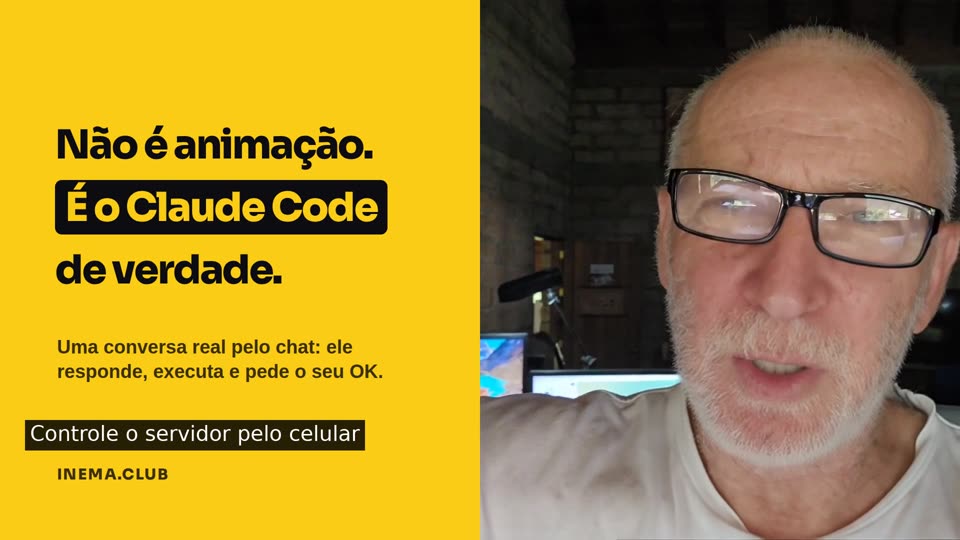 Não é animação.
É o Claude Code
de verdade.
Uma conversa real pelo chat: ele
responde, executa e pede o seu OK.
Controle o servidor pelo celular
INEMA.CLUB